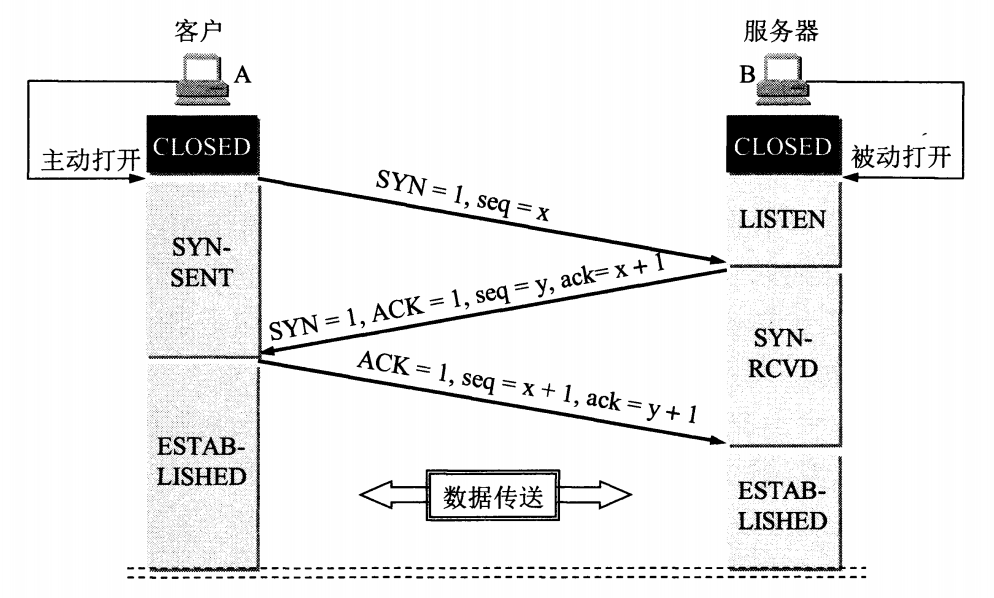 客户
服务器
A
B
CLOSED
CLOSED
主动打开
被动打开
SYN = 1, seq = x
LISTEN
SYN-
SENT
SYN = 1, ACK = 1, seq = y, ack= x + 1
SYN-
RCVD
ACK = 1, seq = x + 1, ack = y + 1
ESTAB-
LISHED
数据传送
ESTAB-
LISHED